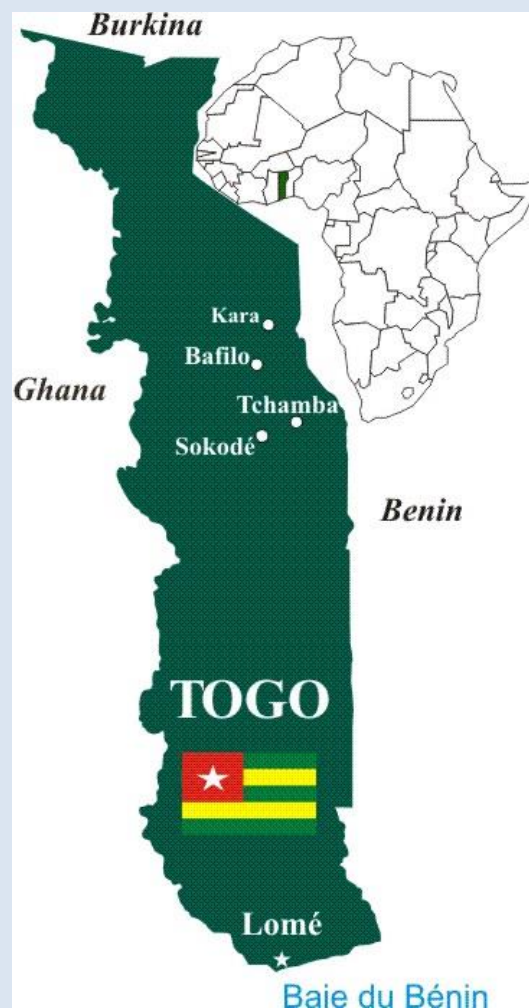 Burkina
Kara
Bafilo
Ghana
Tchamba
Sokodé
Benin
TOGO
Lomé
Baie du Bénin